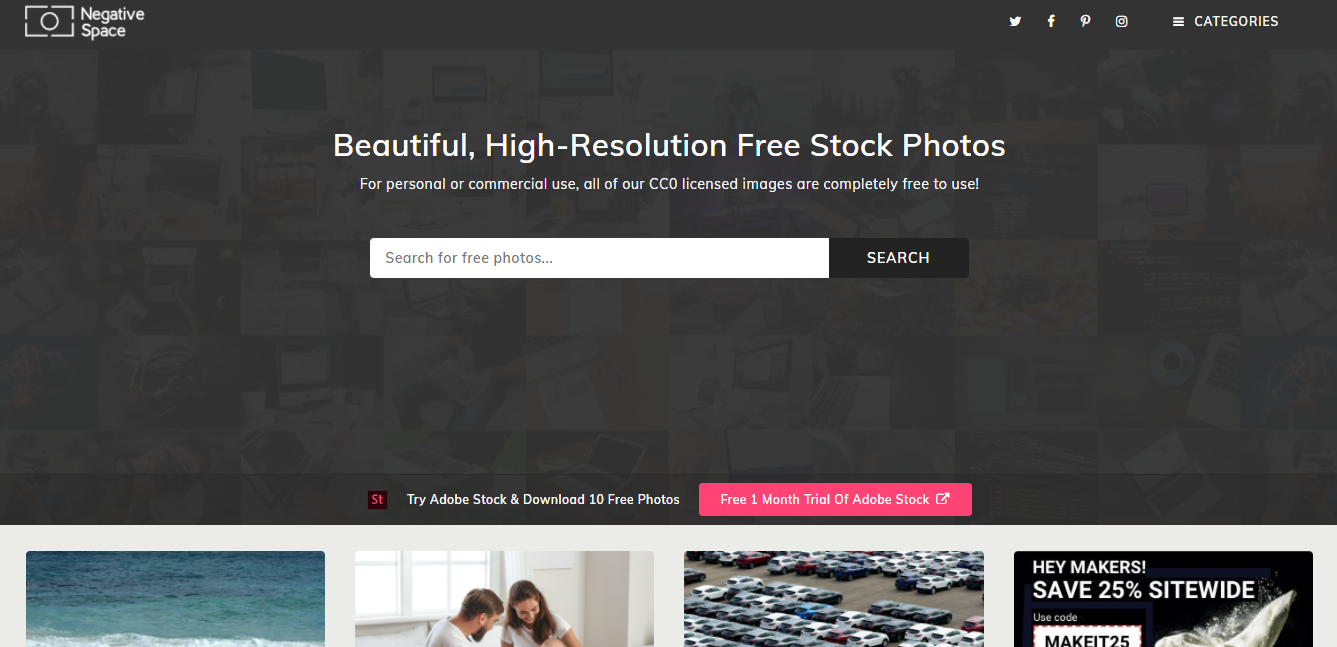 Negative
Space
CATEGORIES
Beautiful, High-Resolution Free Stock Photos
For personal or commercial use, all of our CC0 licensed images are completely free to use!
Search for free photos...
SEARCH
St
Try Adobe Stock & Download 10 Free Photos
Free 1 Month Trial Of Adobe Stock
HEY MAKERS!
SAVE 25% SITEWIDE
Use code
MAKEIT25